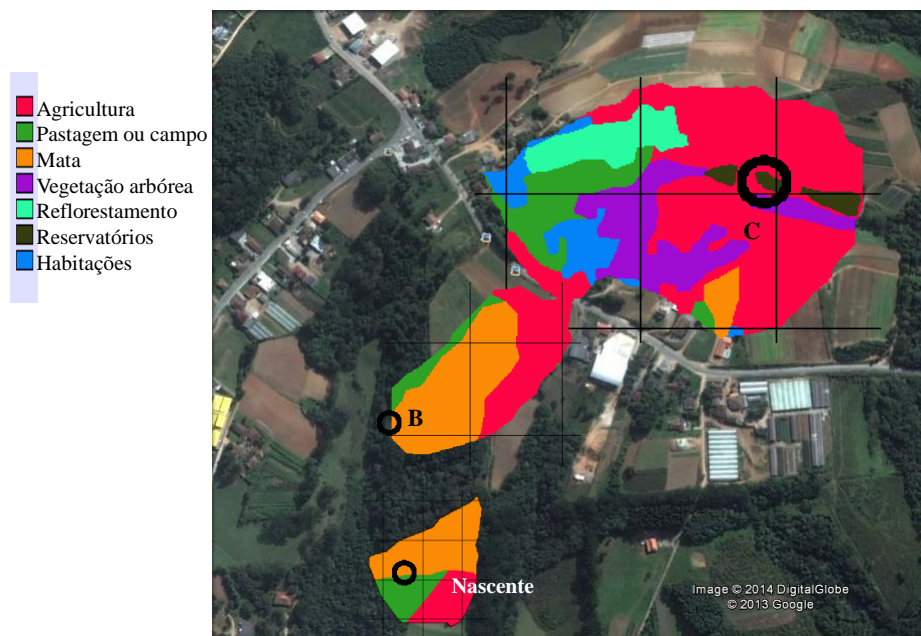 Agricultura
Pastagem ou campo
Mata
Vegetação arbórea
Reflorestamento
Reservatórios
Habitações
C
B
Nascente
Image © 2014 DigitalGlobe
© 2013 Google